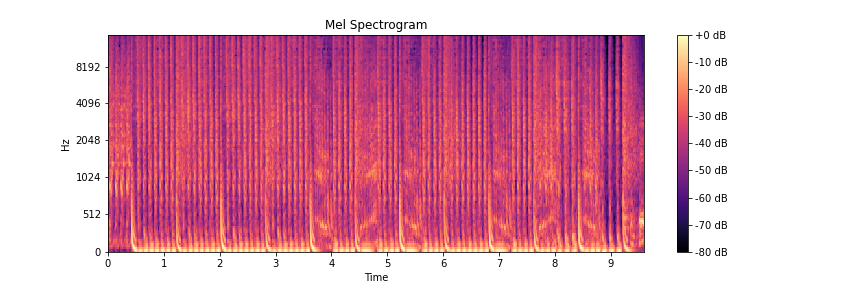 Mel Spectrogram
Hz
8192
4096
2048
1024
512
0
0 1 2 3 4 5 6 7 8 9
Time
+0 dB
-10 dB
-20 dB
-30 dB
-40 dB
-50 dB
-60 dB
-70 dB
-80 dB